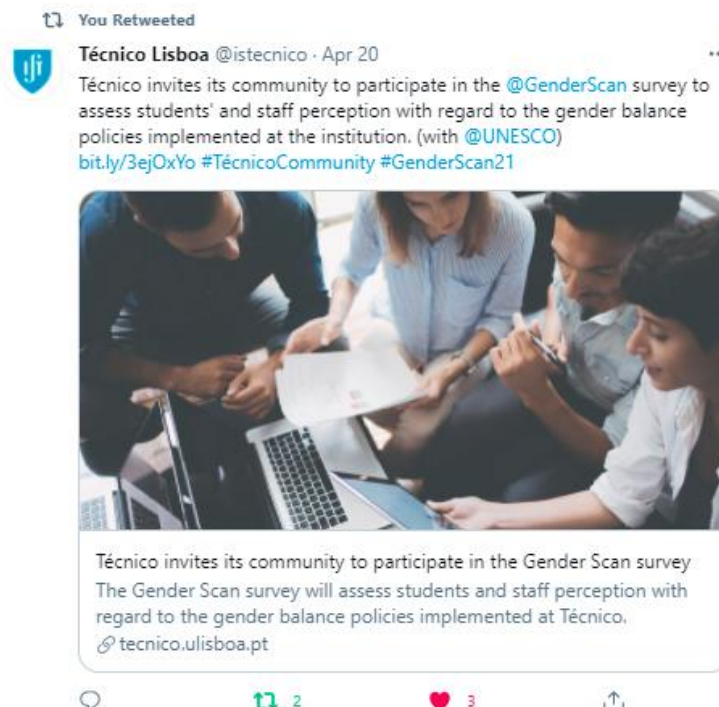 You Retweeted
Técnico Lisboa @istecnico · Apr 20
Técnico invites its community to participate in the @GenderScan survey to
assess students' and staff perception with regard to the gender balance
policies implemented at the institution. (with @UNESCO)
bit.ly/3ejOxYo #TécnicoCommunity #GenderScan21
Técnico invites its community to participate in the Gender Scan survey
The Gender Scan survey will assess students and staff perception with
regard to the gender balance policies implemented at Técnico.
tecnico.ulisboa.pt
2 3